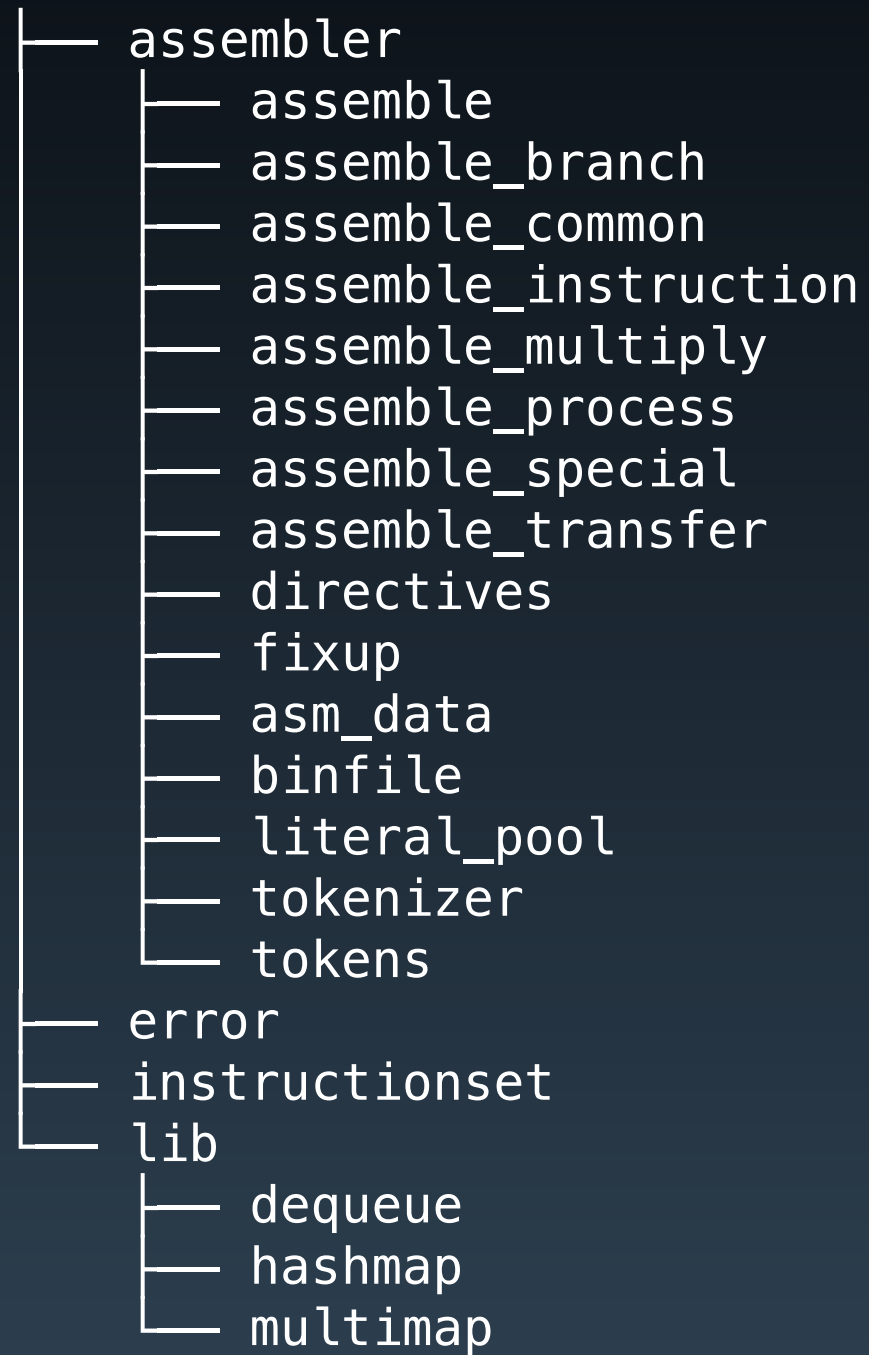 assembler
assemble
assemble_branch
assemble_common
assemble_instruction
assemble_multiply
assemble_process
assemble_special
assemble_transfer
directives
fixup
asm_data
binfile
literal_pool
tokenizer
tokens
error
instructionset
lib
dequeue
hashmap
multimap